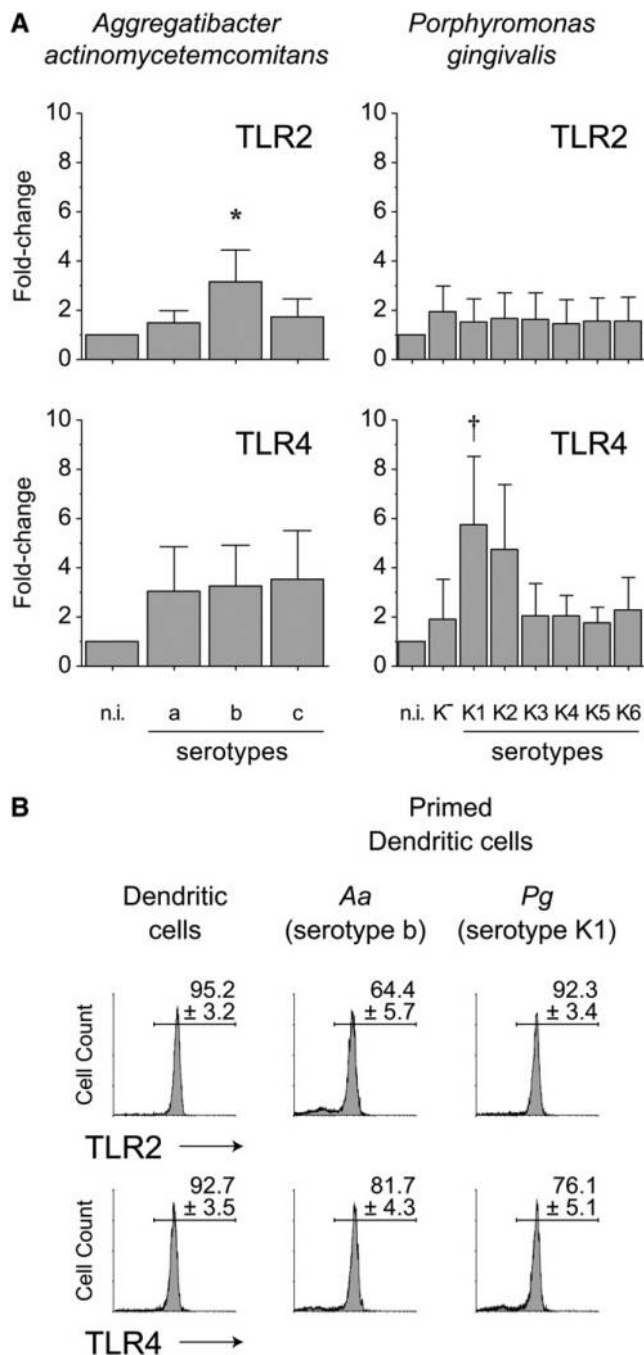 A
Aggregatibacter actinomycetemcomitans
Porphyromonas gingivalis
TLR2
Fold-change
10
8
6
4
2
0
*
TLR2
10
8
6
4
2
0
TLR4
Fold-change
10
8
6
4
2
0
n.i. a b c
serotypes
TLR4
†
10
8
6
4
2
0
n.i. K⁻ K1 K2 K3 K4 K5 K6
serotypes
B
Primed
Dendritic cells
Dendritic
cells
Aa
(serotype b)
Pg
(serotype K1)
Cell Count
95.2
± 3.2
64.4
± 5.7
92.3
± 3.4
TLR2
Cell Count
92.7
± 3.5
81.7
± 4.3
76.1
± 5.1
TLR4